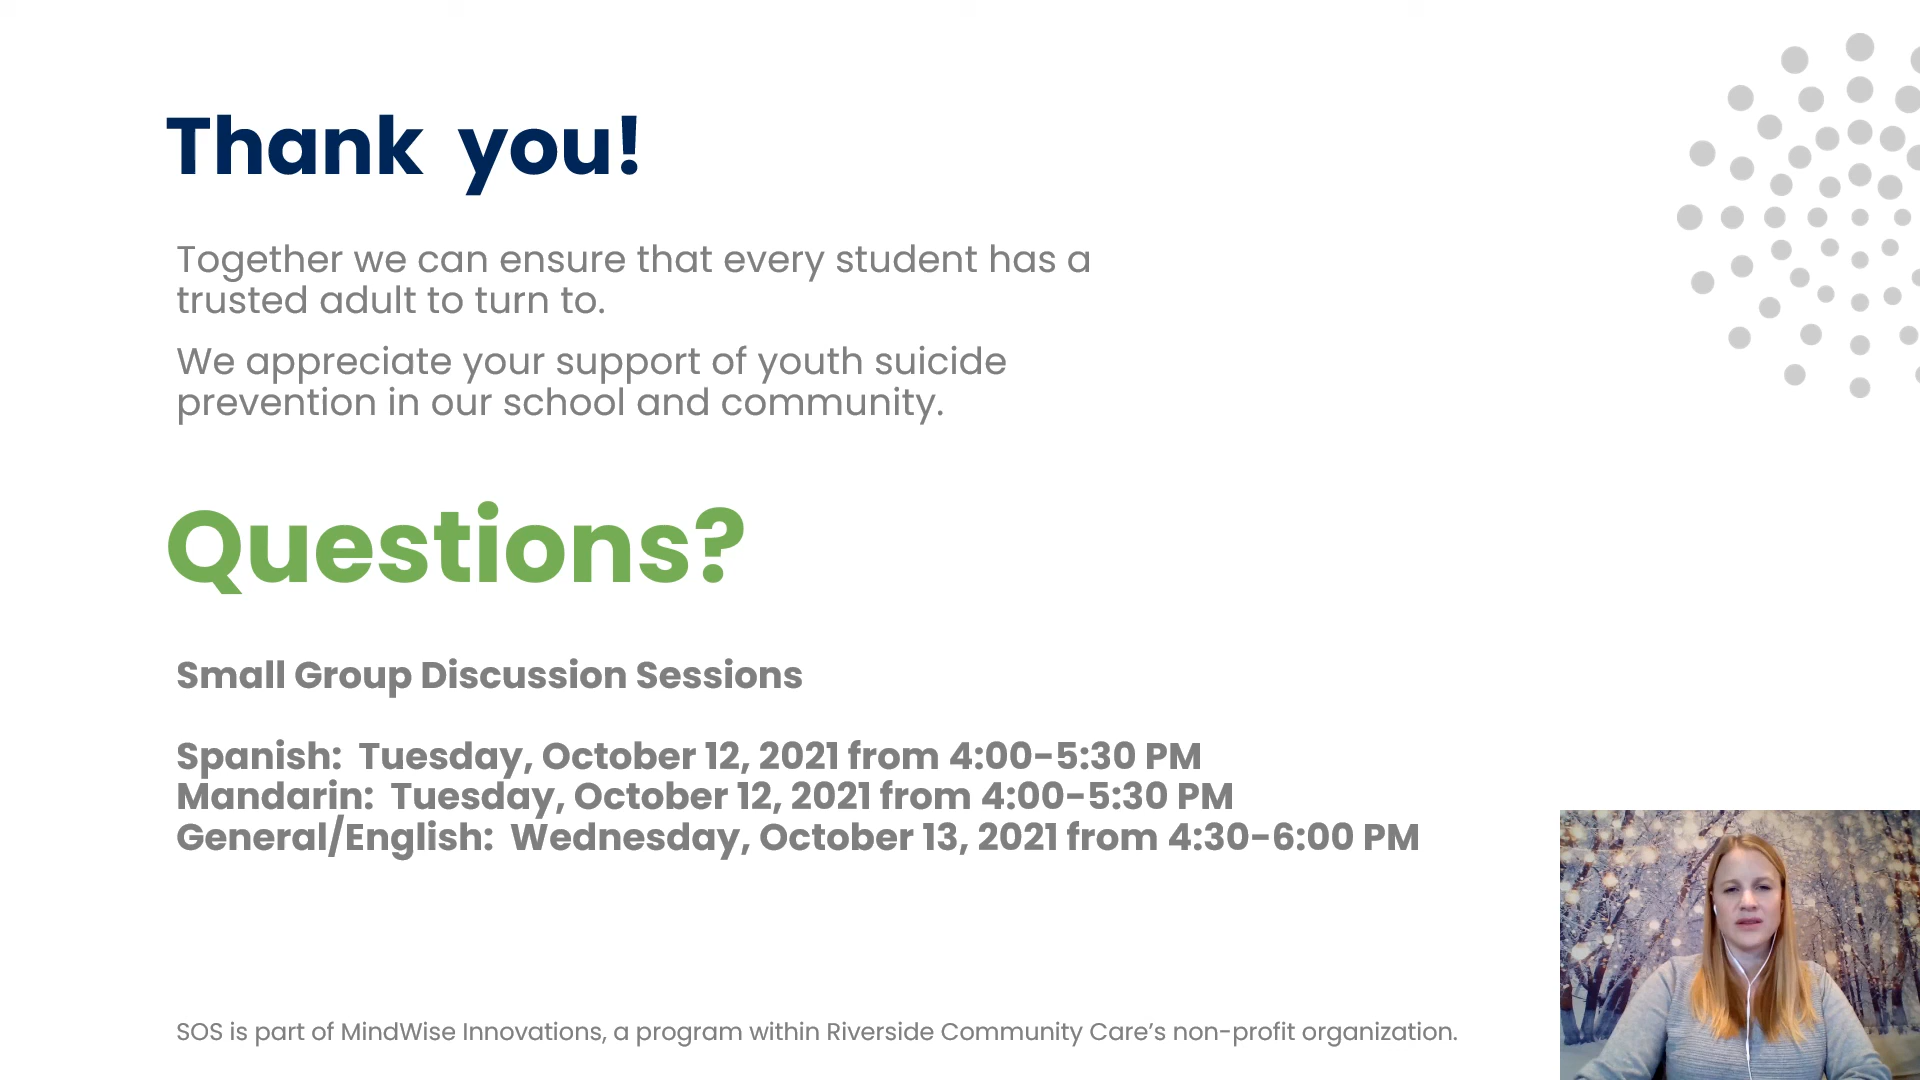 Thank you!
Together we can ensure that every student has a
trusted adult to turn to.
We appreciate your support of youth suicide
prevention in our school and community.
Questions?
Small Group Discussion Sessions
Spanish: Tuesday, October 12, 2021 from 4:00-5:30 PM
Mandarin: Tuesday, October 12, 2021 from 4:00-5:30 PM
General/English: Wednesday, October 13, 2021 from 4:30-6:00 PM
SOS is part of MindWise Innovations, a program within Riverside Community Care’s non-profit organization.